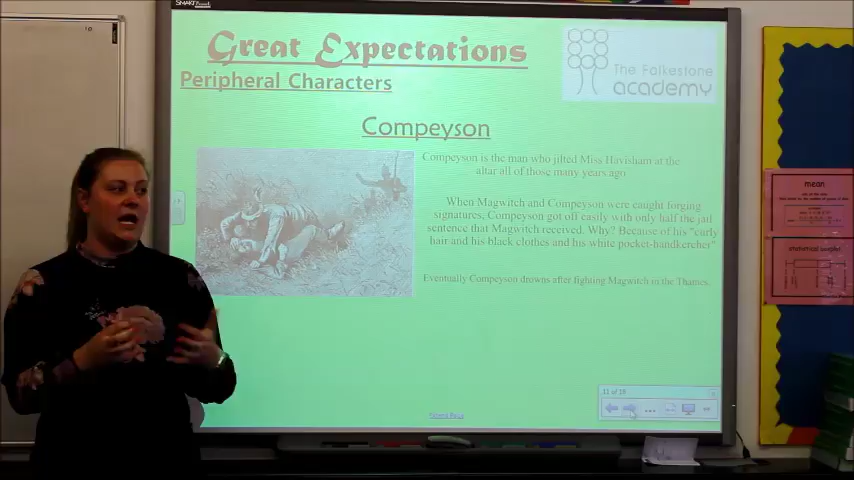 Great Expectations
Peripheral Characters
The Folkestone
academy
Compeyson
Compeyson is the man who jilted Miss Havisham at the
altar all of those many years ago
When Magwitch and Compeyson were caught forging
signatures, Compeyson got off easily with only half the jail
sentence that Magwitch received. Why? Because of his "curly
hair and his black clothes and his white pocket-handkercher"
Eventually Compeyson drowns after fighting Magwitch in the Thames.
11 of 19
mean